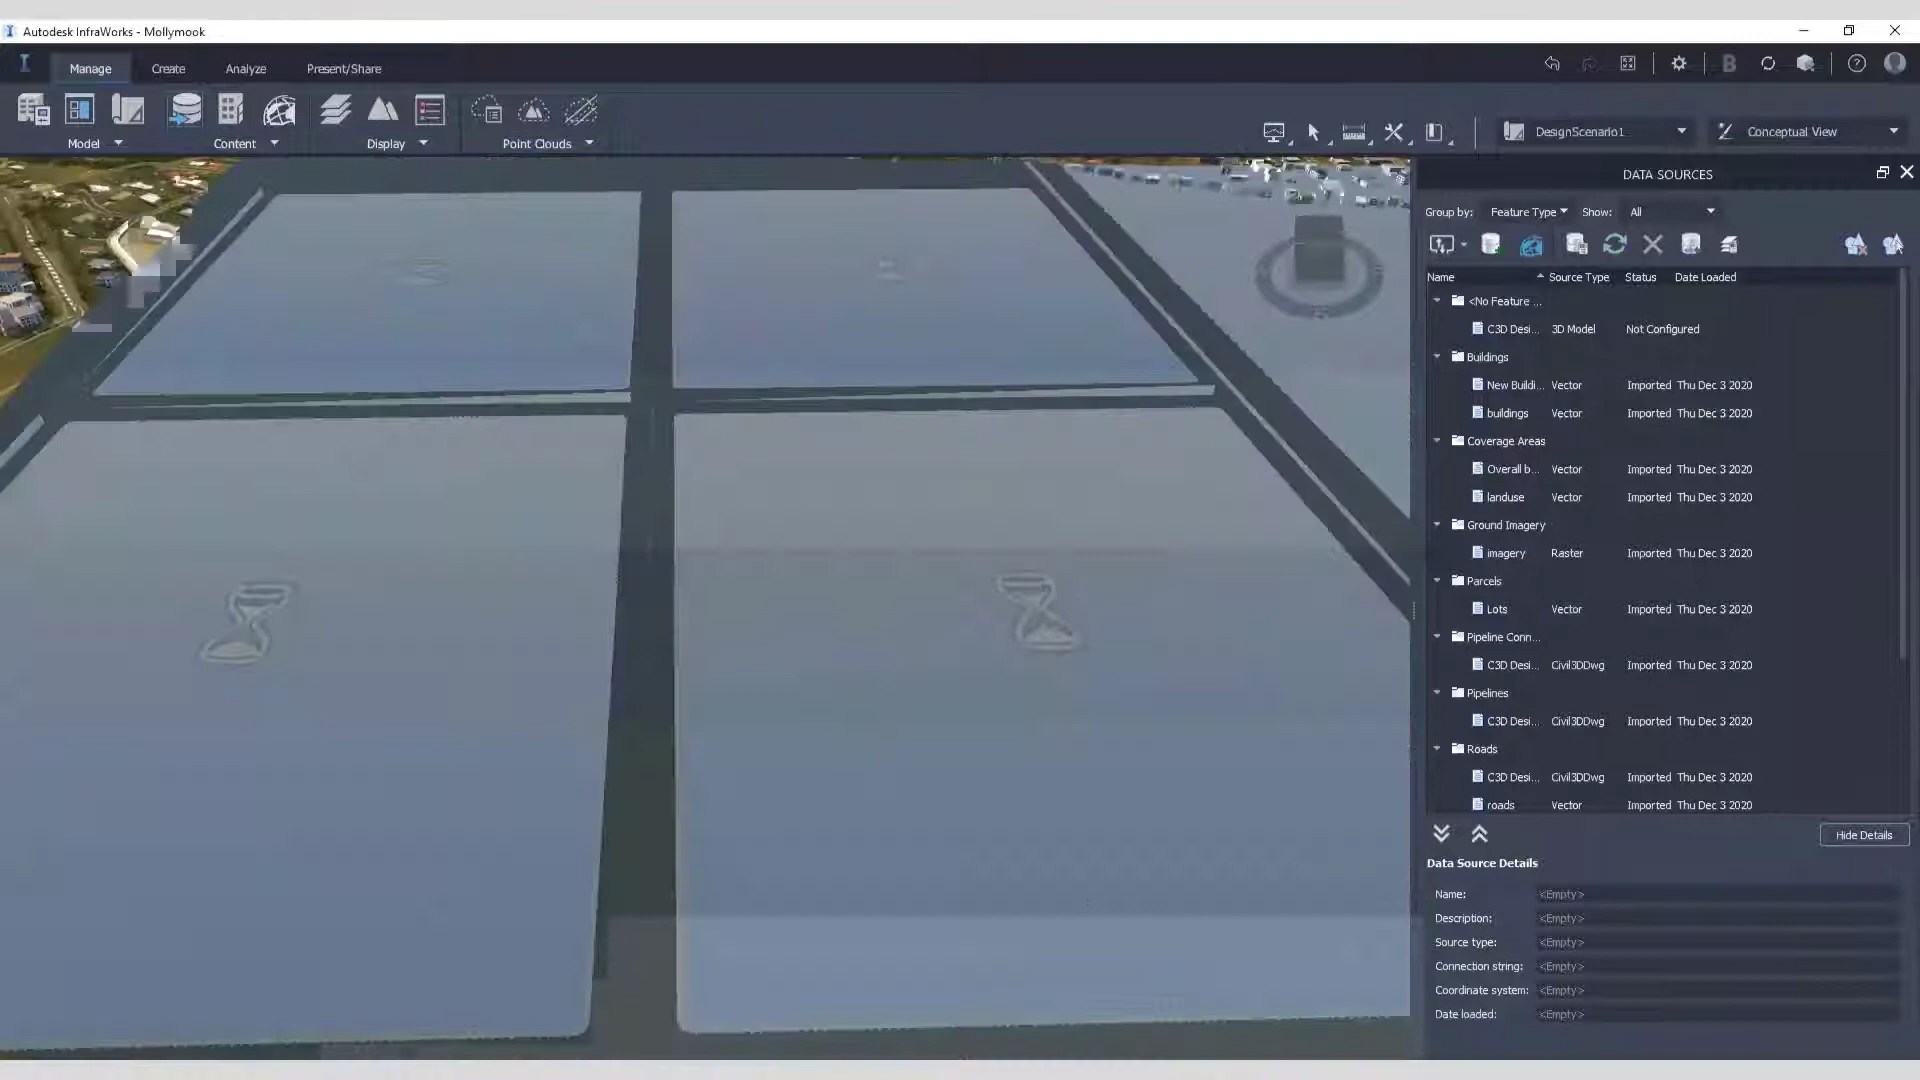 Autodesk InfraWorks - Mollymook
Manage Create Analyze Present/Share
Model Content Display Point Clouds
DesignScenario1 Conceptual View
DATA SOURCES
Group by: Feature Type Show: All
Name Source Type Status Date Loaded
<No Feature ...
C3D Desi... 3D Model Not Configured
Buildings
New Buildi... Vector Imported Thu Dec 3 2020
buildings Vector Imported Thu Dec 3 2020
Coverage Areas
Overall b... Vector Imported Thu Dec 3 2020
landuse Vector Imported Thu Dec 3 2020
Ground Imagery
imagery Raster Imported Thu Dec 3 2020
Parcels
Lots Vector Imported Thu Dec 3 2020
Pipeline Conn...
C3D Desi... Civil3DDwg Imported Thu Dec 3 2020
Pipelines
C3D Desi... Civil3DDwg Imported Thu Dec 3 2020
Roads
C3D Desi... Civil3DDwg Imported Thu Dec 3 2020
roads Vector Imported Thu Dec 3 2020
Hide Details
Data Source Details
Name: <Empty>
Description: <Empty>
Source type: <Empty>
Connection string: <Empty>
Coordinate system: <Empty>
Date loaded: <Empty>